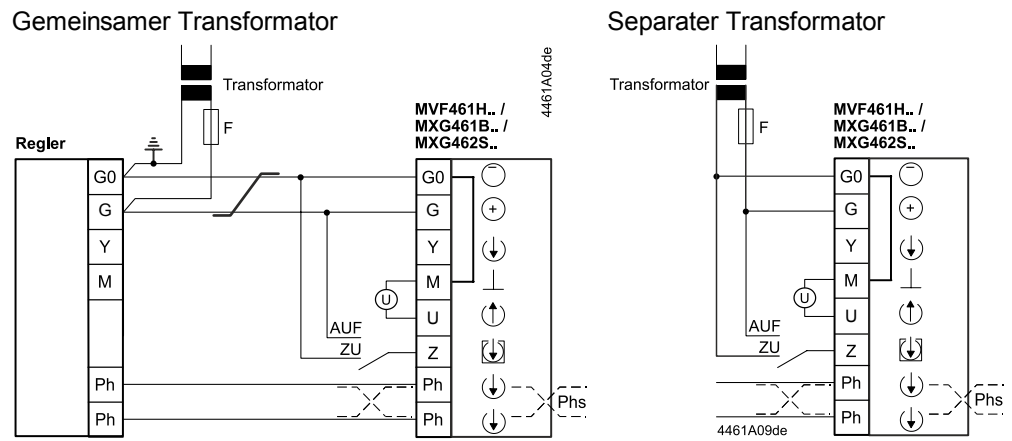 Gemeinsamer Transformator
Transformator
F
4461A04de
MVF461H.. /
MXG461B.. /
MXG462S..
Regler
G0
G
Y
M
Ph
Ph
U
AUF
ZU
G0
G
Y
M
U
Z
Ph
Ph
Phs
Separater Transformator
Transformator
F
MVF461H.. /
MXG461B.. /
MXG462S..
U
AUF
ZU
G0
G
Y
M
U
Z
Ph
Ph
Phs
4461A09de